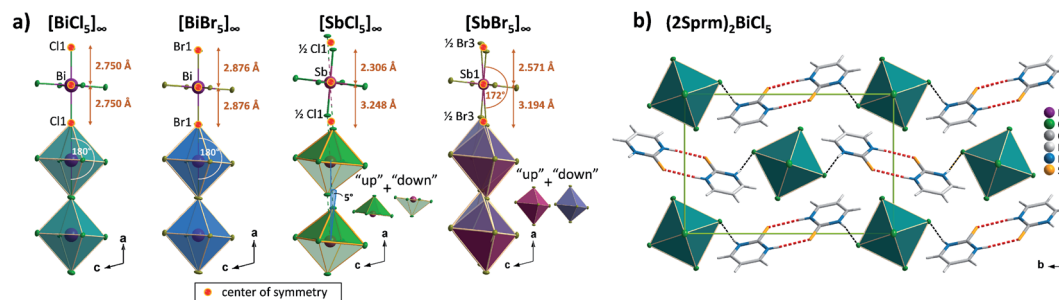 a)
[BiCl5]∞
[BiBr5]∞
[SbCl5]∞
[SbBr5]∞
Cl1
Bi
Cl1
2.750 Å
2.750 Å
180°
a
c
Br1
Bi
Br1
2.876 Å
2.876 Å
180°
a
c
½ Cl1
Sb
½ Cl1
2.306 Å
3.248 Å
5°
"up" + "down"
a
c
½ Br3
Sb1
½ Br3
172°
2.571 Å
3.194 Å
"up" + "down"
a
c
center of symmetry
b)
(2Sprm)2BiCl5
b